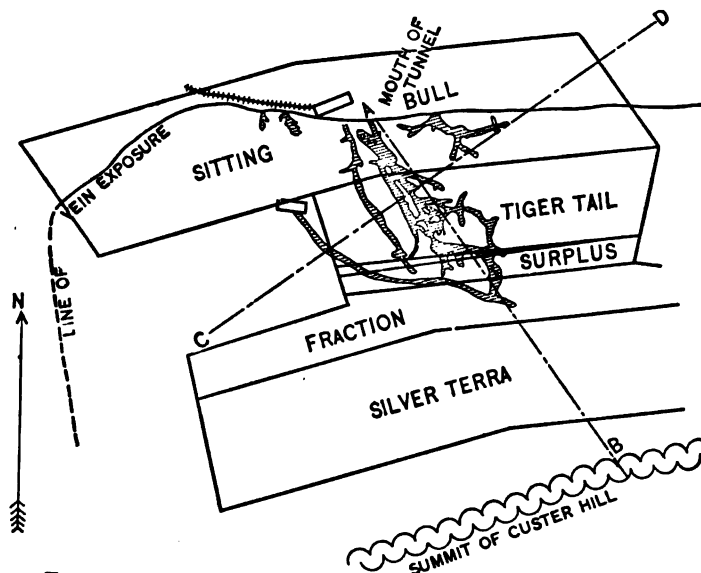 D
MOUTH OF
TUNNEL
A
BULL
SITTING
VEIN EXPOSURE
LINE OF
TIGER TAIL
SURPLUS
N
C
FRACTION
SILVER TERRA
B
SUMMIT OF CUSTER HILL